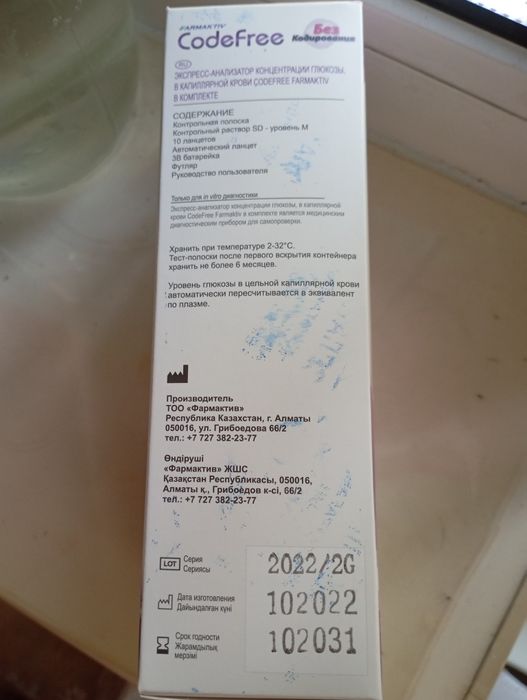 FARMAKTIV
CodeFree
Без
Кодирования
RU
ЭКСПРЕСС-АНАЛИЗАТОР КОНЦЕНТРАЦИИ ГЛЮКОЗЫ,
В КАПИЛЛЯРНОЙ КРОВИ CODEFREE FARMAKTIV
В КОМПЛЕКТЕ
СОДЕРЖАНИЕ
Контрольная полоска
Контрольный раствор SD - уровень М
10 ланцетов
Автоматический ланцет
3В батарейка
Футляр
Руководство пользователя
Только для in vitro диагностики
Экспресс-анализатор концентрации глюкозы, в капиллярной
крови CodeFree Farmaktiv в комплекте является медицинским
диагностическим прибором для самопроверки.
Хранить при температуре 2-32°С.
Тест-полоски после первого вскрытия контейнера
хранить не более 6 месяцев.
Уровень глюкозы в цельной капиллярной крови
автоматически пересчитывается в эквивалент
по плазме.
Производитель
ТОО «Фармактив»
Республика Казахстан, г. Алматы
050016, ул. Грибоедова 66/2
тел.: +7 727 382-23-77
Өндіруші
«Фармактив» ЖШС
Қазақстан Республикасы, 050016,
Алматы қ., Грибоедов к-сі, 66/2
тел.: +7 727 382-23-77
LOT Серия
Сериясы
2022/2G
Дата изготовления
Дайындалған күні
102022
Срок годности
Жарамдылық
мерзімі
102031